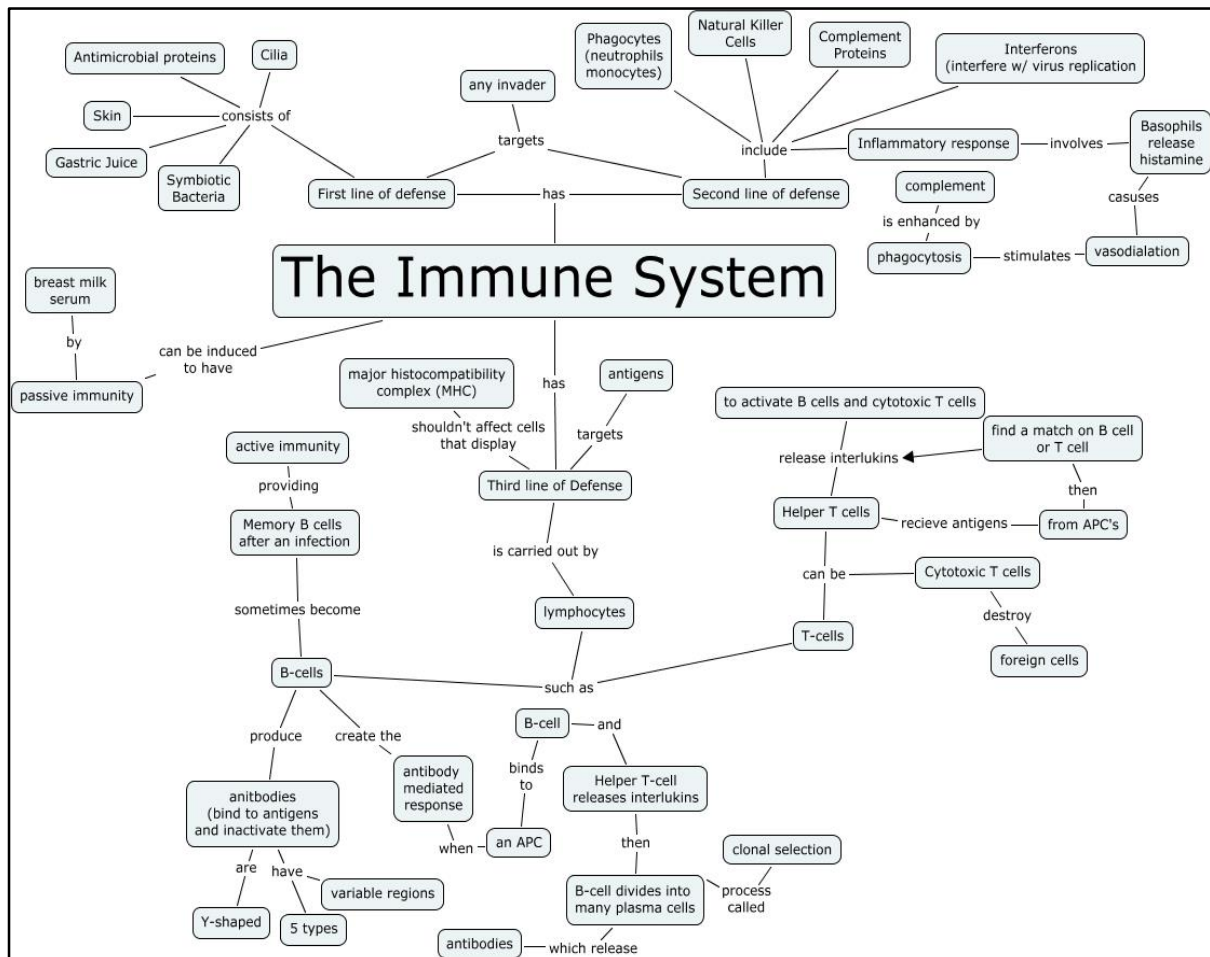 Antimicrobial proteins
Cilia
Skin
consists of
Gastric Juice
Symbiotic
Bacteria
any invader
targets
First line of defense
has
Second line of defense
Phagocytes
(neutrophils
monocytes)
Natural Killer
Cells
Complement
Proteins
Interferons
(interfere w/ virus replication
include
Inflammatory response
involves
Basophils
release
histamine
casuses
vasodialation
stimulates
phagocytosis
is enhanced by
complement
The Immune System
breast milk
serum
by
passive immunity
can be induced
to have
has
major histocompatibility
complex (MHC)
shouldn't affect cells
that display
antigens
targets
Third line of Defense
is carried out by
lymphocytes
such as
to activate B cells and cytotoxic T cells
release interlukins
find a match on B cell
or T cell
then
Helper T cells
recieve antigens
from APC's
can be
Cytotoxic T cells
destroy
foreign cells
T-cells
active immunity
providing
Memory B cells
after an infection
sometimes become
B-cells
produce
create the
anitbodies
(bind to antigens
and inactivate them)
are
have
Y-shaped
5 types
variable regions
antibody
mediated
response
when
an APC
binds
to
B-cell
and
Helper T-cell
releases interlukins
then
B-cell divides into
many plasma cells
process
called
clonal selection
which release
antibodies